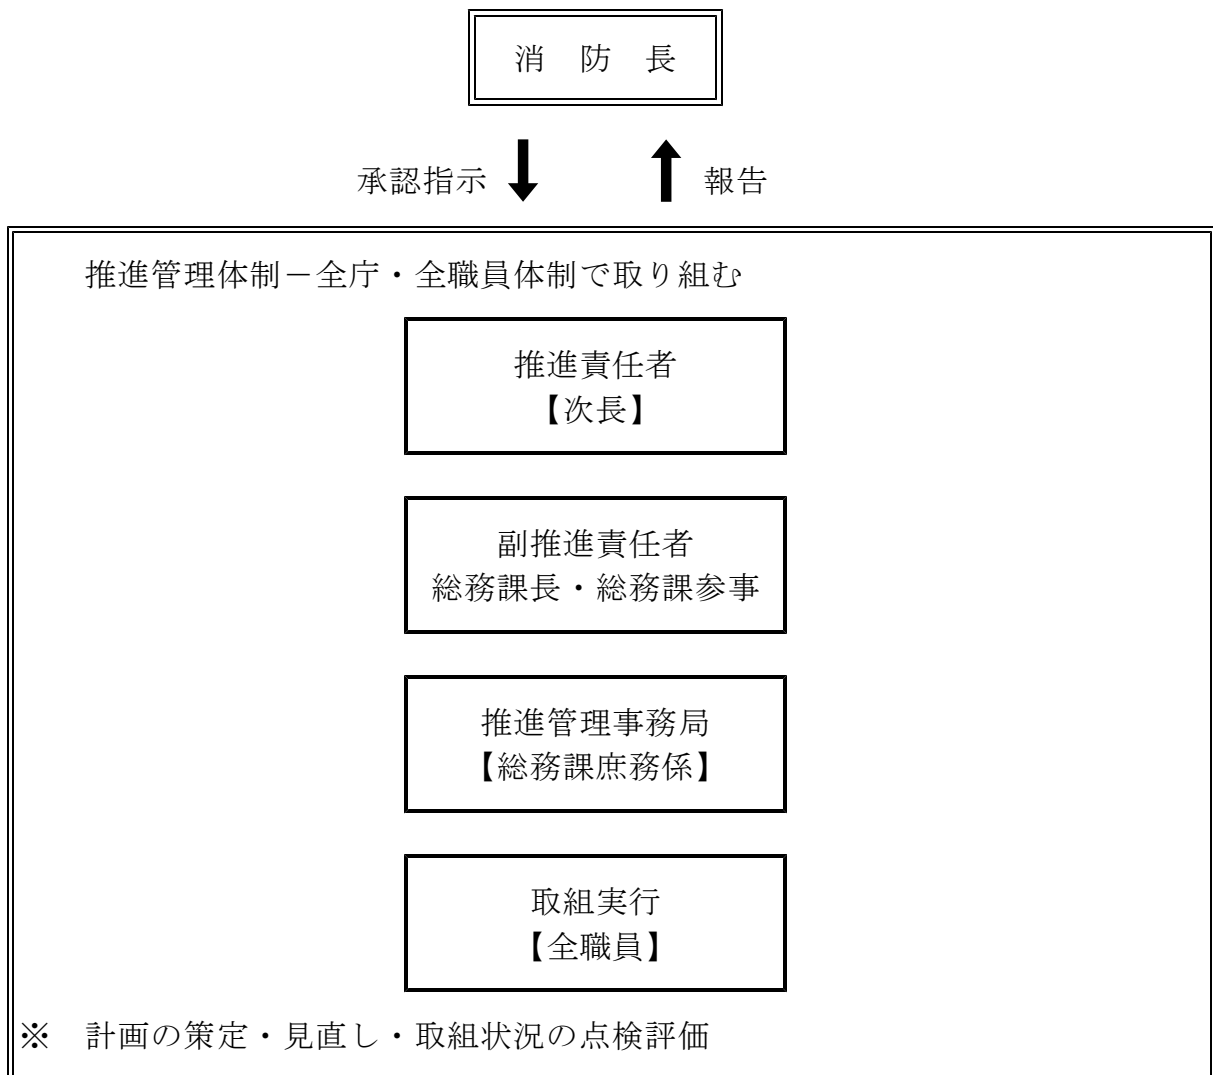 消 防 長
承認指示 報告
推進管理体制－全庁・全職員体制で取り組む
推進責任者
【次長】
副推進責任者
総務課長・総務課参事
推進管理事務局
【総務課庶務係】
取組実行
【全職員】
※ 計画の策定・見直し・取組状況の点検評価